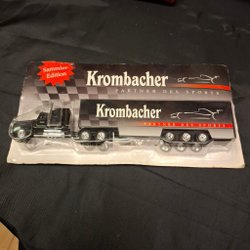 Sammler-
Edition
Krombacher
PARTNER DES SPORTS
Krombacher
PARTNER DES SPORTS